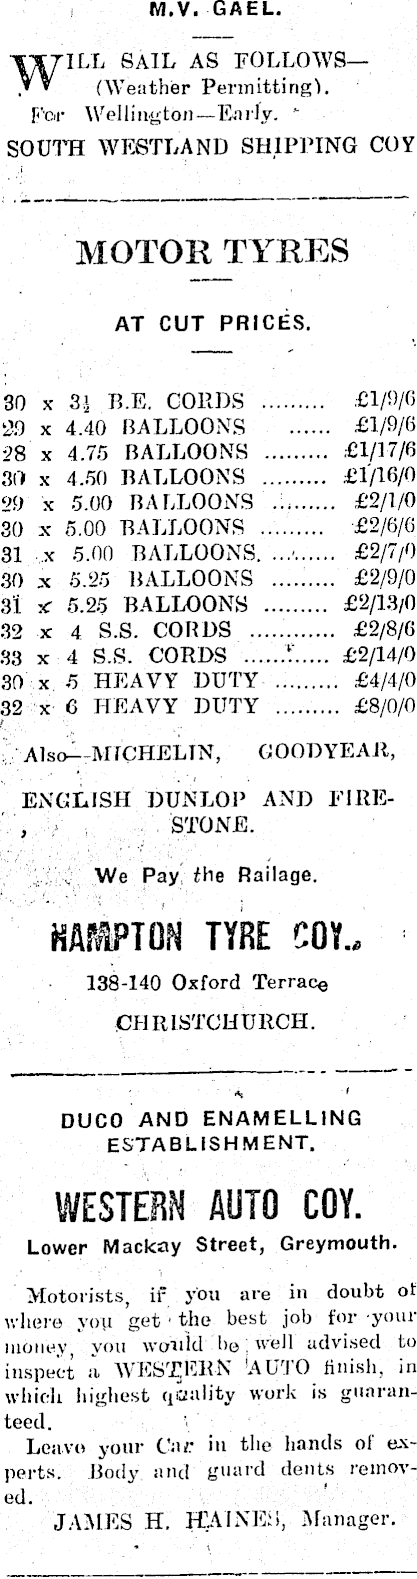 M.V. GAEL.
WILL SAIL AS FOLLOWS—
(Weather Permitting).
For Wellington—Early.
SOUTH WESTLAND SHIPPING COY
MOTOR TYRES
AT CUT PRICES.
30 x 3½ B.E. CORDS ......... £1/9/6
29 x 4.40 BALLOONS ...... £1/9/6
28 x 4.75 BALLOONS ......... £1/17/6
30 x 4.50 BALLOONS ......... £1/16/0
29 x 5.00 BALLOONS ......... £2/1/0
30 x 5.00 BALLOONS ......... £2/6/6
31 x 5.00 BALLOONS. ........ £2/7/0
30 x 5.25 BALLOONS ......... £2/9/0
31 x 5.25 BALLOONS ......... £2/13/0
32 x 4 S.S. CORDS ............ £2/8/6
33 x 4 S.S. CORDS ............ £2/14/0
30 x 5 HEAVY DUTY ......... £4/4/0
32 x 6 HEAVY DUTY ......... £8/0/0
Also—MICHELIN, GOODYEAR,
ENGLISH DUNLOP AND FIRE-
STONE.
We Pay the Railage.
HAMPTON TYRE COY.,
138-140 Oxford Terrace
CHRISTCHURCH.
DUCO AND ENAMELLING
ESTABLISHMENT.
WESTERN AUTO COY.
Lower Mackay Street, Greymouth.
Motorists, if you are in doubt of
where you get the best job for your
money, you would be well advised to
inspect a WESTERN AUTO finish, in
which highest quality work is guaran-
teed.
Leave your Car in the hands of ex-
perts. Body and guard dents remov-
ed.
JAMES H. HAINES, Manager.